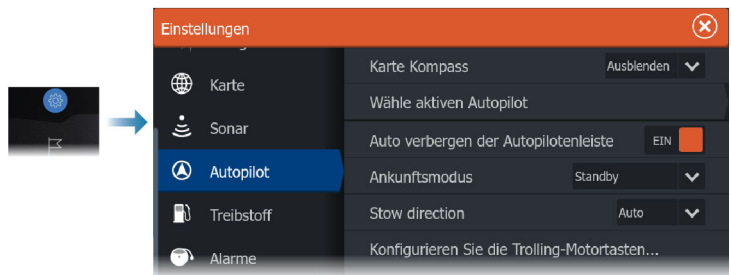 Einstellungen
Karte
Sonar
Autopilot
Treibstoff
Alarme
Karte Kompass Ausblenden
Wähle aktiven Autopilot
Auto verbergen der Autopilotenleiste EIN
Ankunftsmodus Standby
Stow direction Auto
Konfigurieren Sie die Trolling-Motortasten...